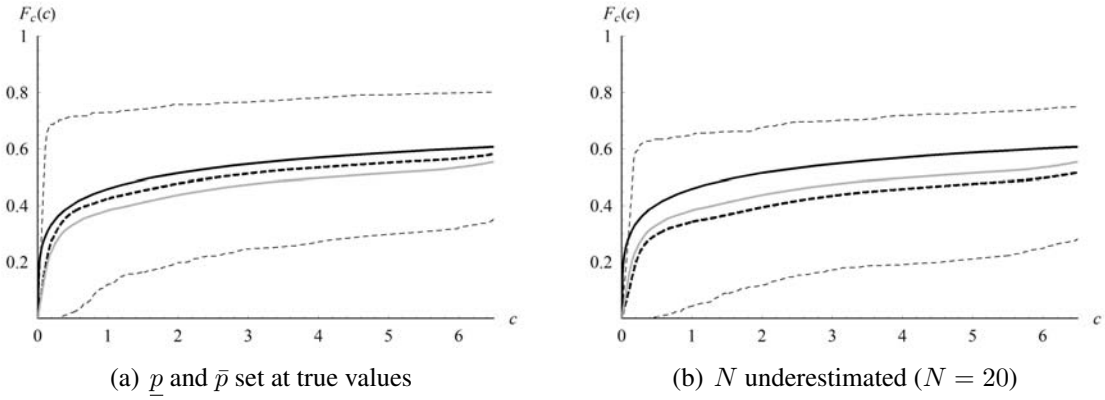 F_c(c)
1
0.8
0.6
0.4
0.2
0 1 2 3 4 5 6 c
(a) p̲ and p̄ set at true values
F_c(c)
1
0.8
0.6
0.4
0.2
0 1 2 3 4 5 6 c
(b) N underestimated (N = 20)